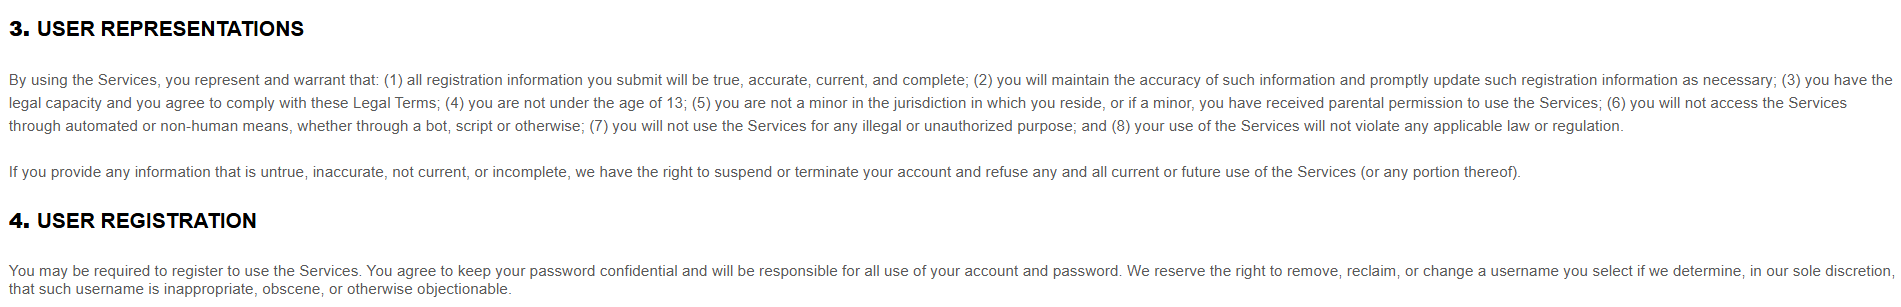 3. USER REPRESENTATIONS
By using the Services, you represent and warrant that: (1) all registration information you submit will be true, accurate, current, and complete; (2) you will maintain the accuracy of such information and promptly update such registration information as necessary; (3) you have the
legal capacity and you agree to comply with these Legal Terms; (4) you are not under the age of 13; (5) you are not a minor in the jurisdiction in which you reside, or if a minor, you have received parental permission to use the Services; (6) you will not access the Services
through automated or non-human means, whether through a bot, script or otherwise; (7) you will not use the Services for any illegal or unauthorized purpose; and (8) your use of the Services will not violate any applicable law or regulation.
If you provide any information that is untrue, inaccurate, not current, or incomplete, we have the right to suspend or terminate your account and refuse any and all current or future use of the Services (or any portion thereof).
4. USER REGISTRATION
You may be required to register to use the Services. You agree to keep your password confidential and will be responsible for all use of your account and password. We reserve the right to remove, reclaim, or change a username you select if we determine, in our sole discretion,
that such username is inappropriate, obscene, or otherwise objectionable.